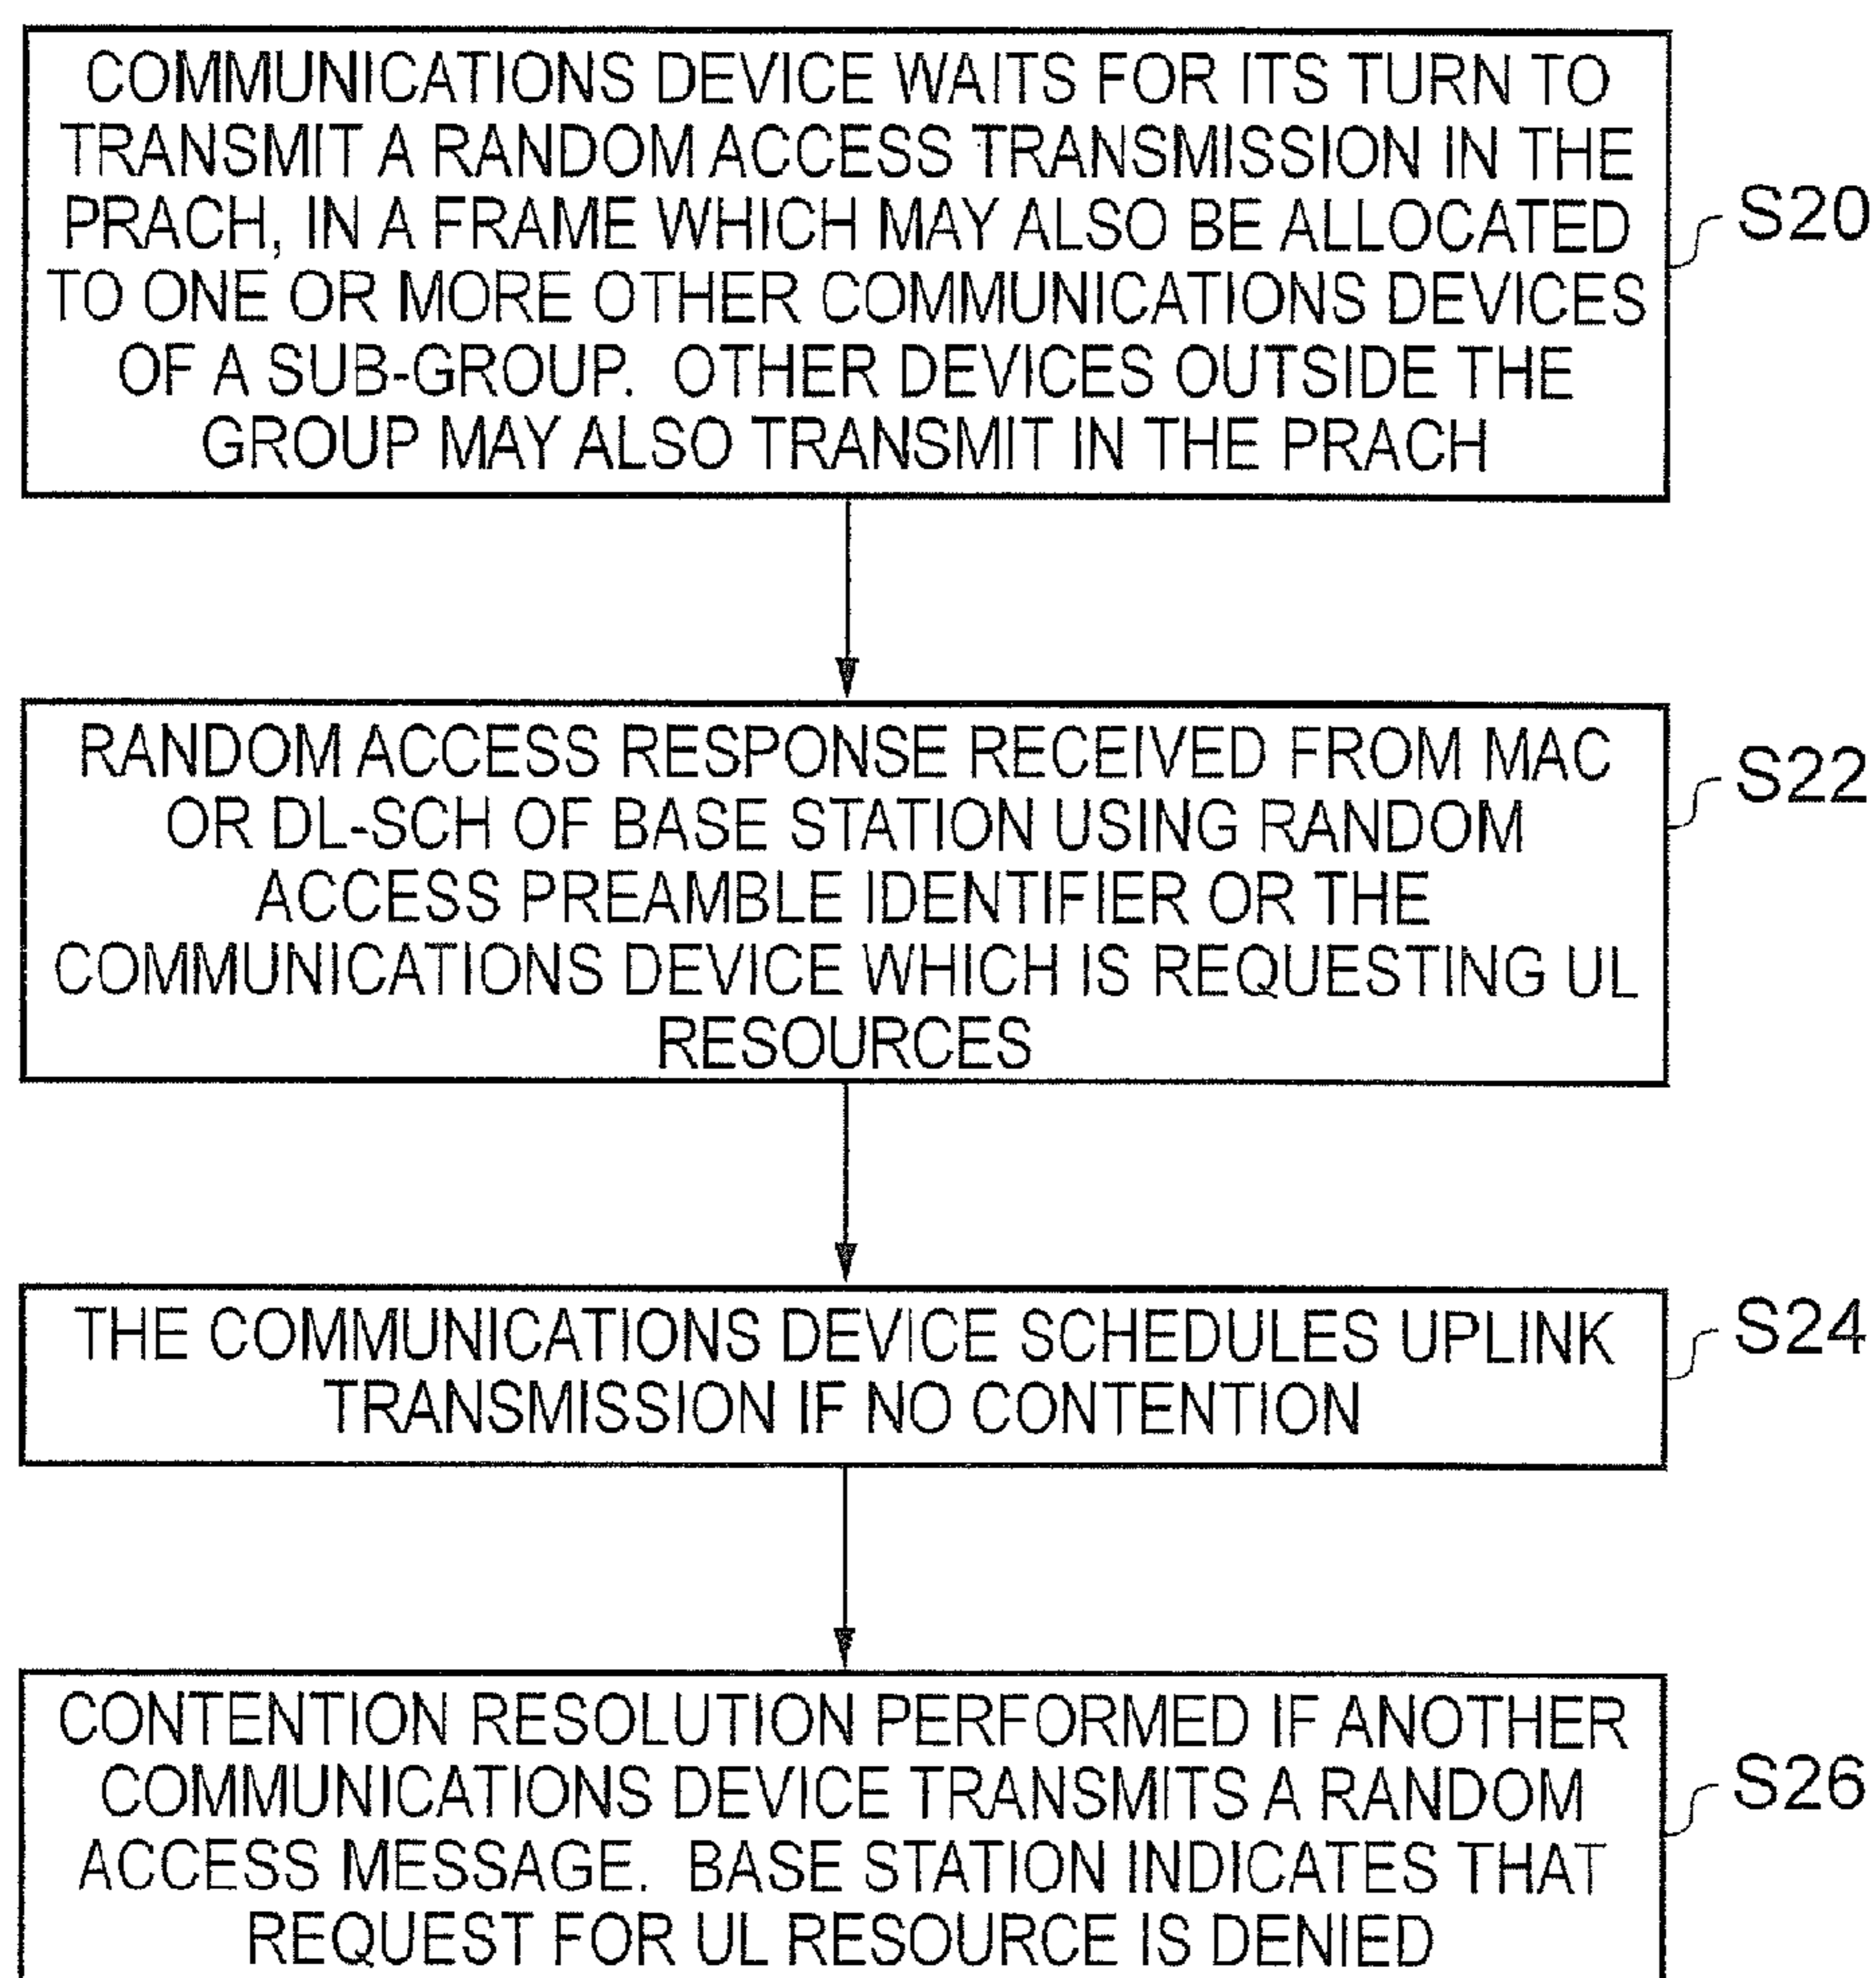 COMMUNICATIONS DEVICE WAITS FOR ITS TURN TO
TRANSMIT A RANDOM ACCESS TRANSMISSION IN THE
PRACH, IN A FRAME WHICH MAY ALSO BE ALLOCATED
TO ONE OR MORE OTHER COMMUNICATIONS DEVICES
OF A SUB-GROUP. OTHER DEVICES OUTSIDE THE
GROUP MAY ALSO TRANSMIT IN THE PRACH
S20
RANDOM ACCESS RESPONSE RECEIVED FROM MAC
OR DL-SCH OF BASE STATION USING RANDOM
ACCESS PREAMBLE IDENTIFIER OR THE
COMMUNICATIONS DEVICE WHICH IS REQUESTING UL
RESOURCES
S22
THE COMMUNICATIONS DEVICE SCHEDULES UPLINK
TRANSMISSION IF NO CONTENTION
S24
CONTENTION RESOLUTION PERFORMED IF ANOTHER
COMMUNICATIONS DEVICE TRANSMITS A RANDOM
ACCESS MESSAGE. BASE STATION INDICATES THAT
REQUEST FOR UL RESOURCE IS DENIED
S26